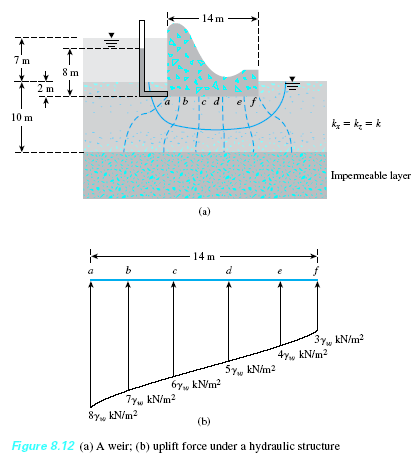 14 m
7 m
8 m
2 m
10 m
a b c d e f
kx = kz = k
Impermeable layer
(a)
14 m
a b c d e f
3γw kN/m²
4γw kN/m²
5γw kN/m²
6γw kN/m²
7γw kN/m²
8γw kN/m²
(b)
Figure 8.12 (a) A weir; (b) uplift force under a hydraulic structure